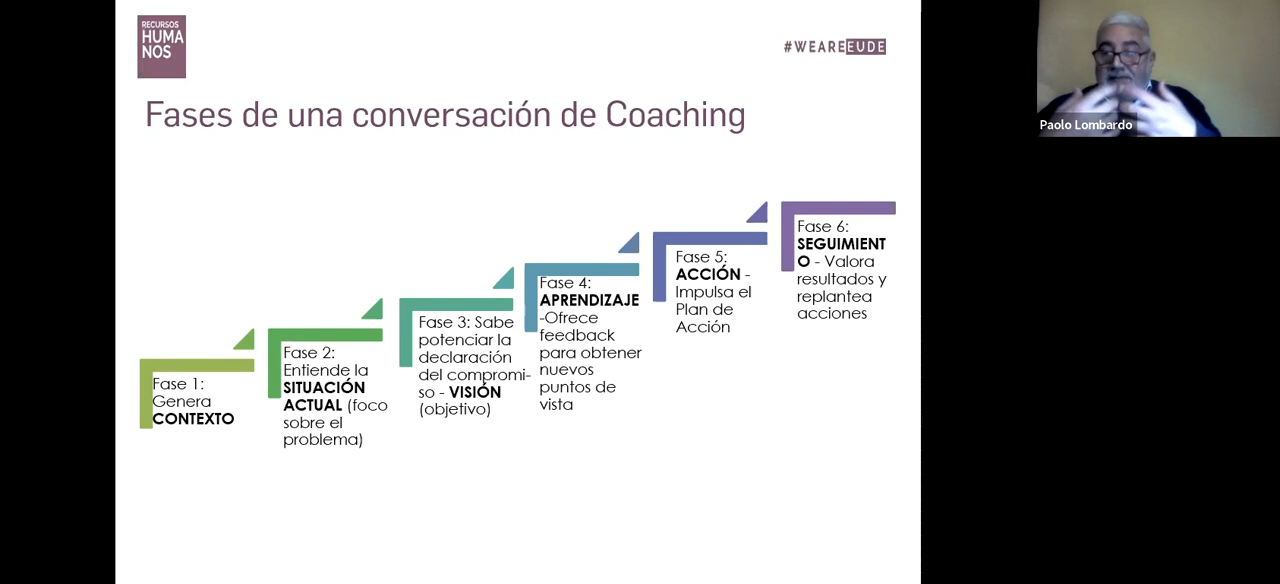 RECURSOS
HUMA
NOS
#WEAREEUDE
Fases de una conversación de Coaching
Paolo Lombardo
Fase 1:
Genera
CONTEXTO
Fase 2:
Entiende la
SITUACIÓN
ACTUAL (foco
sobre el
problema)
Fase 3: Sabe
potenciar la
declaración
del compromi-
so - VISIÓN
(objetivo)
Fase 4:
APRENDIZAJE
-Ofrece
feedback
para obtener
nuevos
puntos de
vista
Fase 5:
ACCIÓN -
Impulsa el
Plan de
Acción
Fase 6:
SEGUIMIENT
O - Valora
resultados y
replantea
acciones